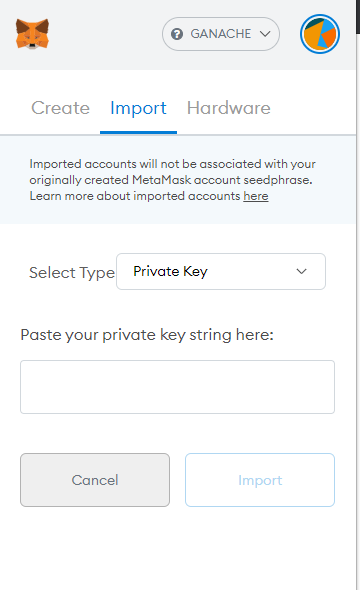 GANACHE
Create Import Hardware
Imported accounts will not be associated with your
originally created MetaMask account seedphrase.
Learn more about imported accounts here
Select Type Private Key
Paste your private key string here:
Cancel Import